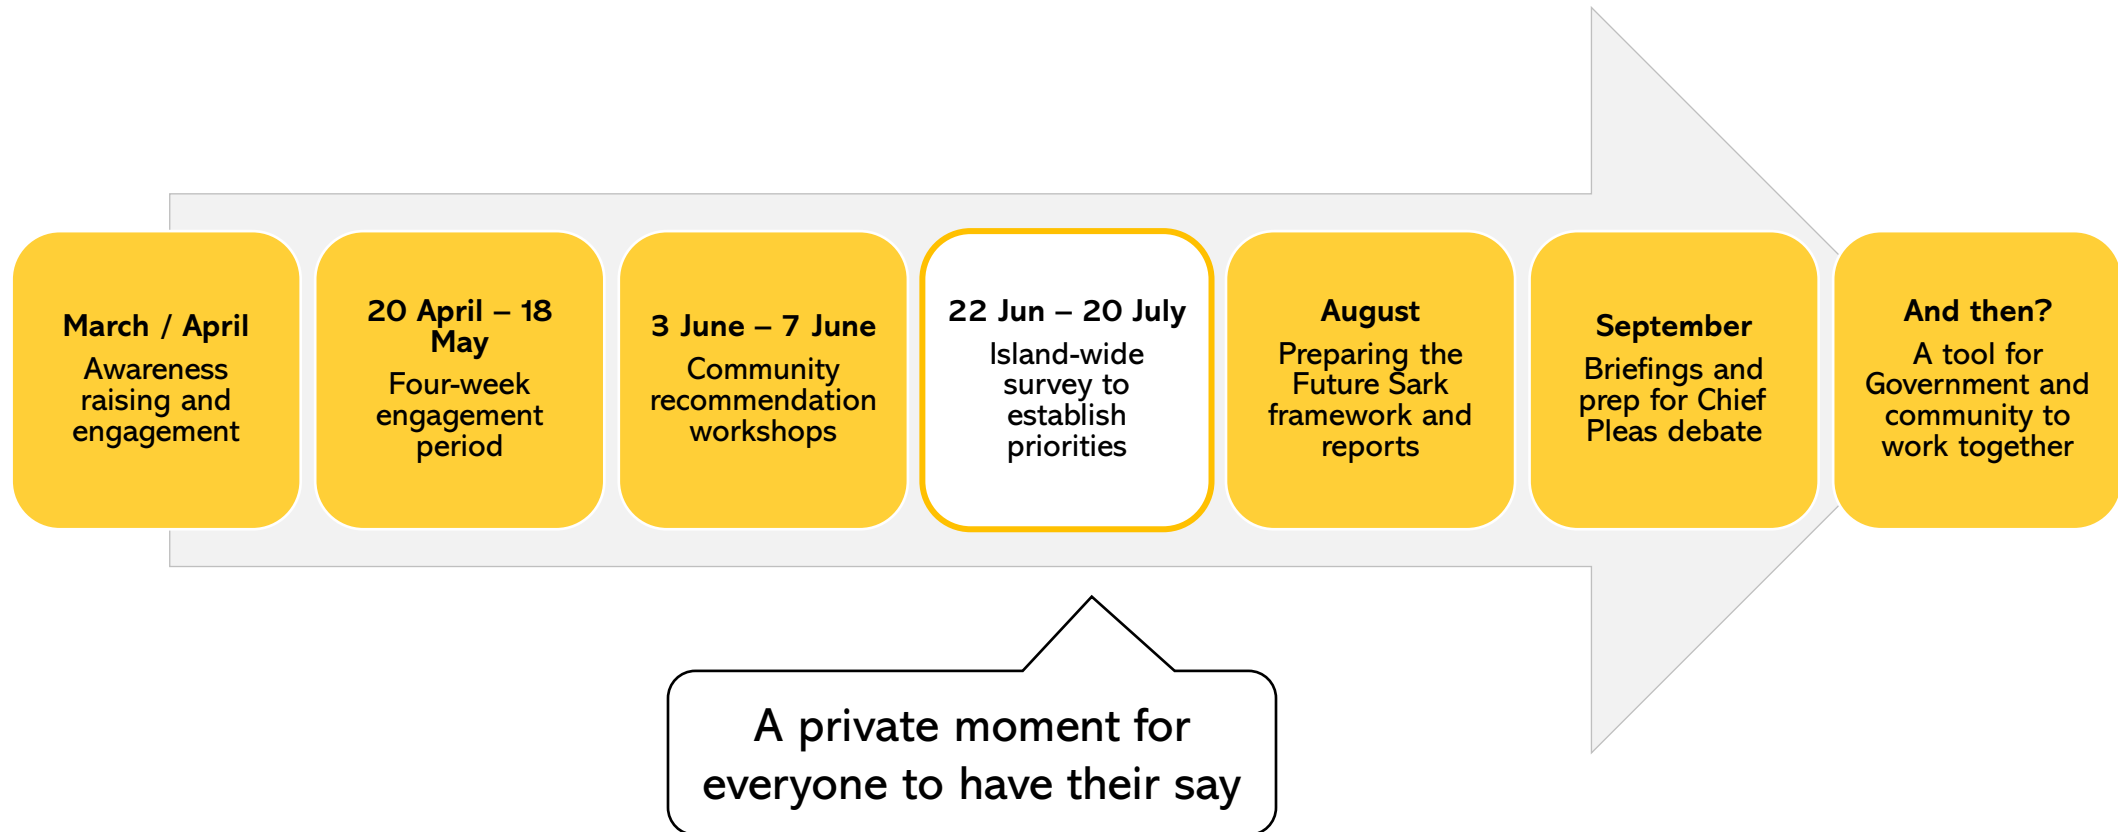 March / April
Awareness
raising and
engagement
20 April – 18
May
Four-week
engagement
period
3 June – 7 June
Community
recommendation
workshops
22 Jun – 20 July
Island-wide
survey to
establish
priorities
August
Preparing the
Future Sark
framework and
reports
September
Briefings and
prep for Chief
Pleas debate
And then?
A tool for
Government and
community to
work together
A private moment for
everyone to have their say